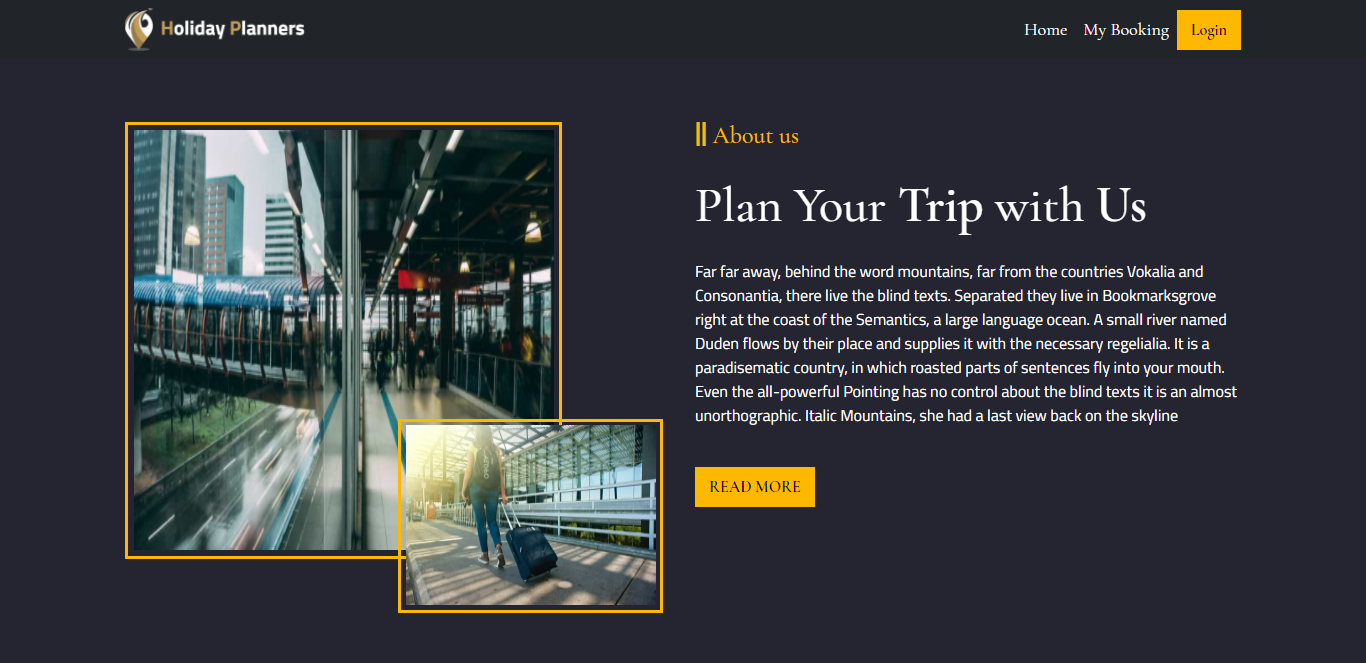 Holiday Planners
Home My Booking Login
About us
Plan Your Trip with Us
Far far away, behind the word mountains, far from the countries Vokalia and
Consonantia, there live the blind texts. Separated they live in Bookmarksgrove
right at the coast of the Semantics, a large language ocean. A small river named
Duden flows by their place and supplies it with the necessary regelialia. It is a
paradisematic country, in which roasted parts of sentences fly into your mouth.
Even the all-powerful Pointing has no control about the blind texts it is an almost
unorthographic. Italic Mountains, she had a last view back on the skyline
READ MORE